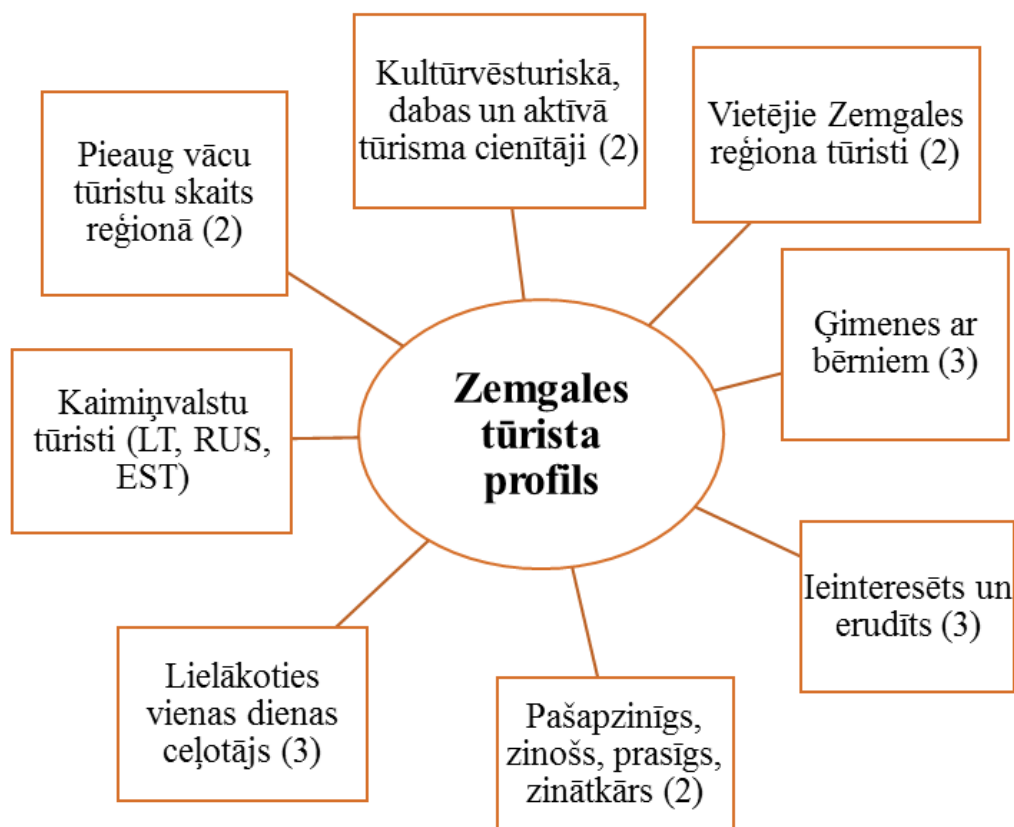 Kultūrvēsturiskā,
dabas un aktīvā
tūrisma cienītāji (2)
Vietējie Zemgales
reģiona tūristi (2)
Ģimenes ar
bērniem (3)
Ieinteresēts un
erudīts (3)
Pašapzinīgs,
zinošs, prasīgs,
zinātkārs (2)
Lielākoties
vienas dienas
ceļotājs (3)
Kaimiņvalstu
tūristi (LT, RUS,
EST)
Pieaug vācu
tūristu skaits
reģionā (2)
Zemgales
tūrista
profils